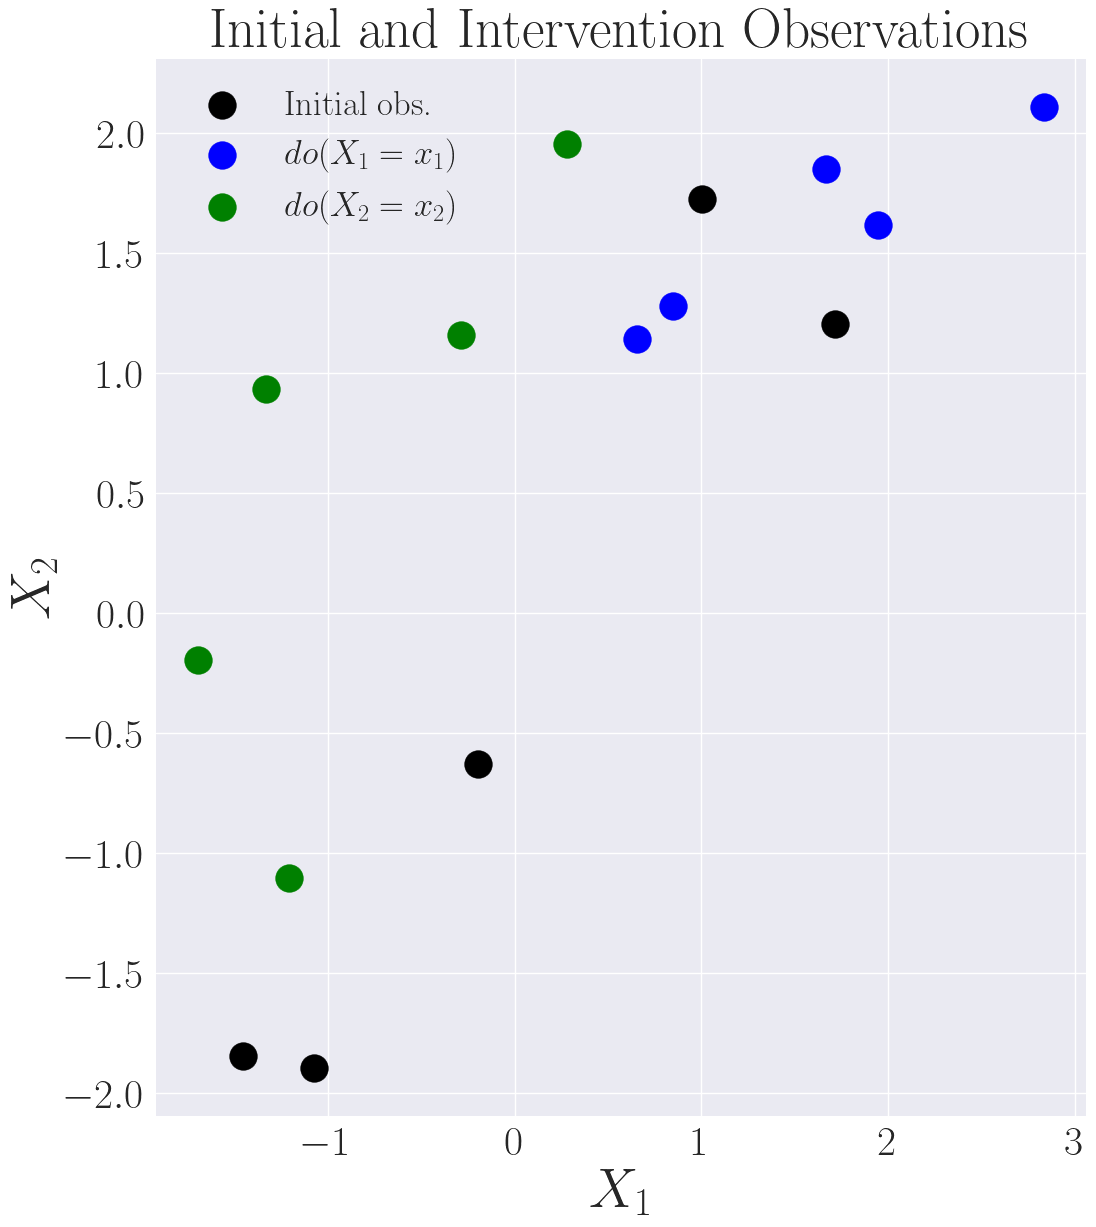 Initial and Intervention Observations
Initial obs.
do(X₁ = x₁)
do(X₂ = x₂)
2.0
1.5
1.0
0.5
0.0
−0.5
−1.0
−1.5
−2.0
X₂
−1 0 1 2 3
X₁